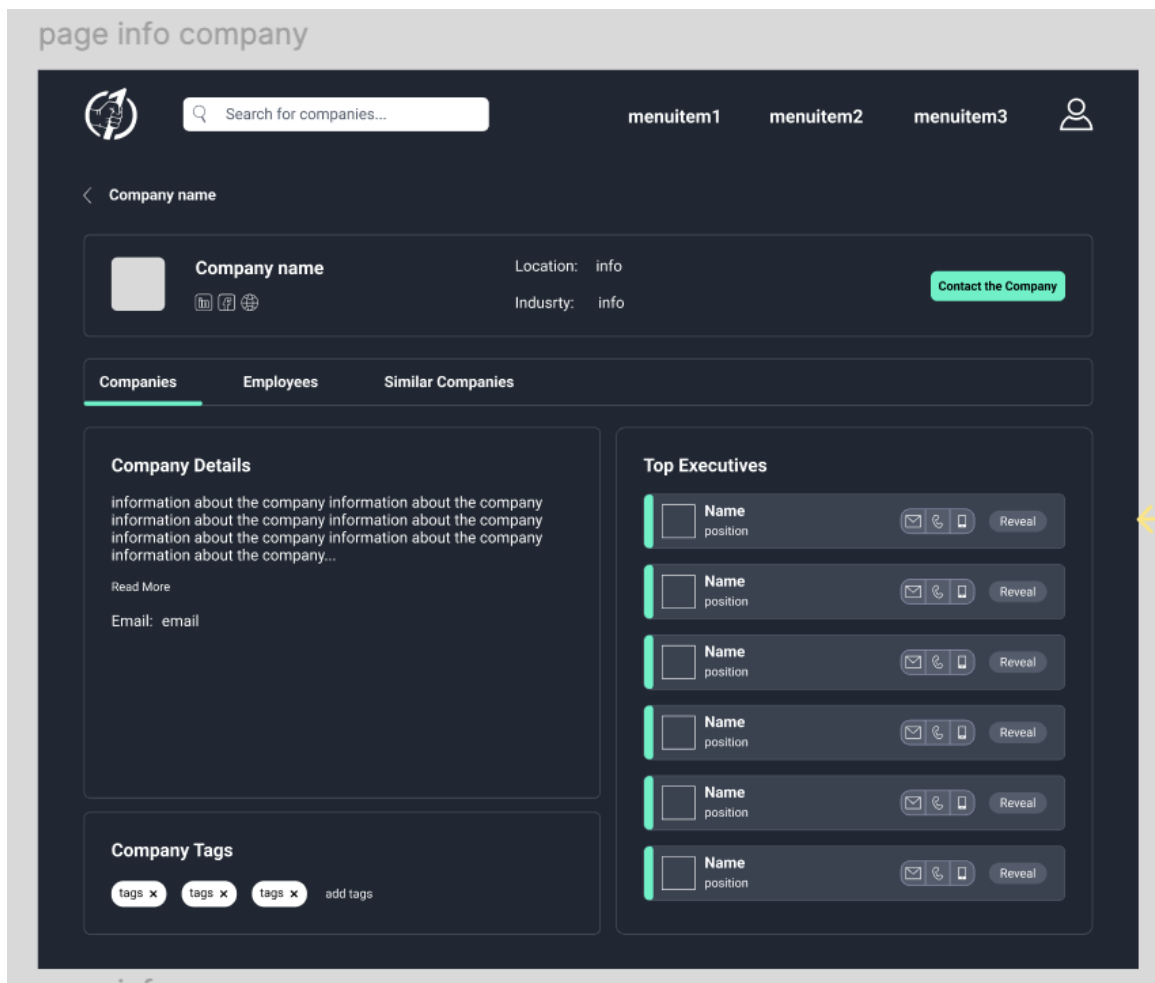 page info company
Search for companies...
menuitem1
menuitem2
menuitem3
Company name
Company name
Location: info
Indusrty: info
Contact the Company
Companies
Employees
Similar Companies
Company Details
information about the company information about the company
information about the company information about the company
information about the company information about the company
information about the company...
Read More
Email: email
Company Tags
tags x
tags x
tags x
add tags
Top Executives
Name
position
Reveal
Name
position
Reveal
Name
position
Reveal
Name
position
Reveal
Name
position
Reveal
Name
position
Reveal